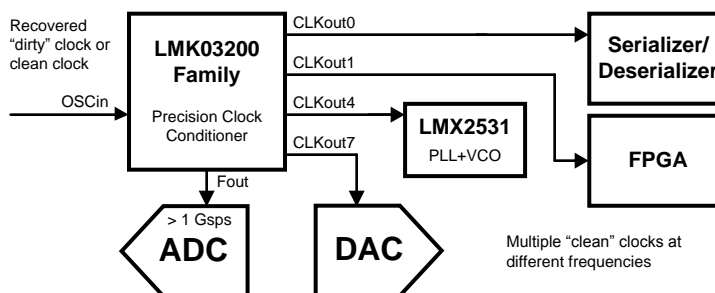 Recovered
“dirty” clock or
clean clock
OSCin
LMK03200
Family
Precision Clock
Conditioner
CLKout0
CLKout1
CLKout4
CLKout7
Fout
Serializer/
Deserializer
LMX2531
PLL+VCO
FPGA
> 1 Gsps
ADC
DAC
Multiple “clean” clocks at
different frequencies